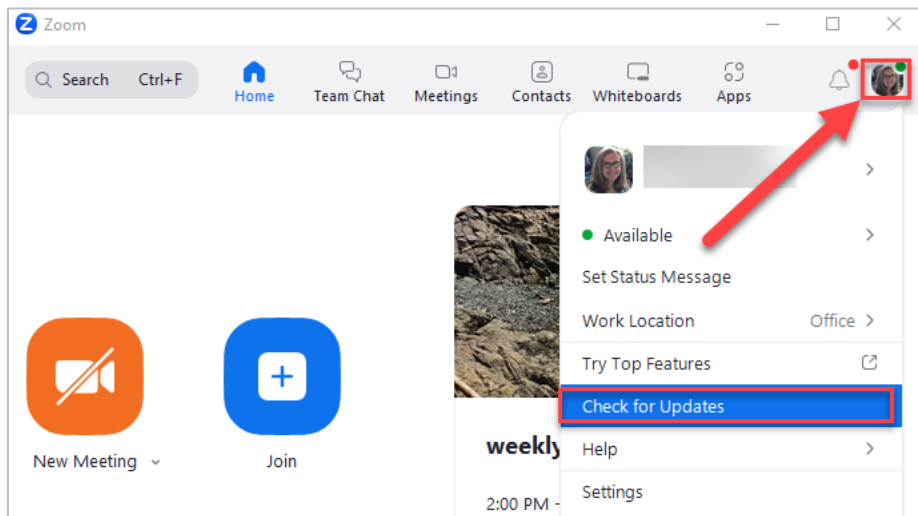 Zoom
Search Ctrl+F
Home
Team Chat
Meetings
Contacts
Whiteboards
Apps
Available
Set Status Message
Work Location Office
Try Top Features
Check for Updates
Help
Settings
New Meeting
Join
weekly
2:00 PM -